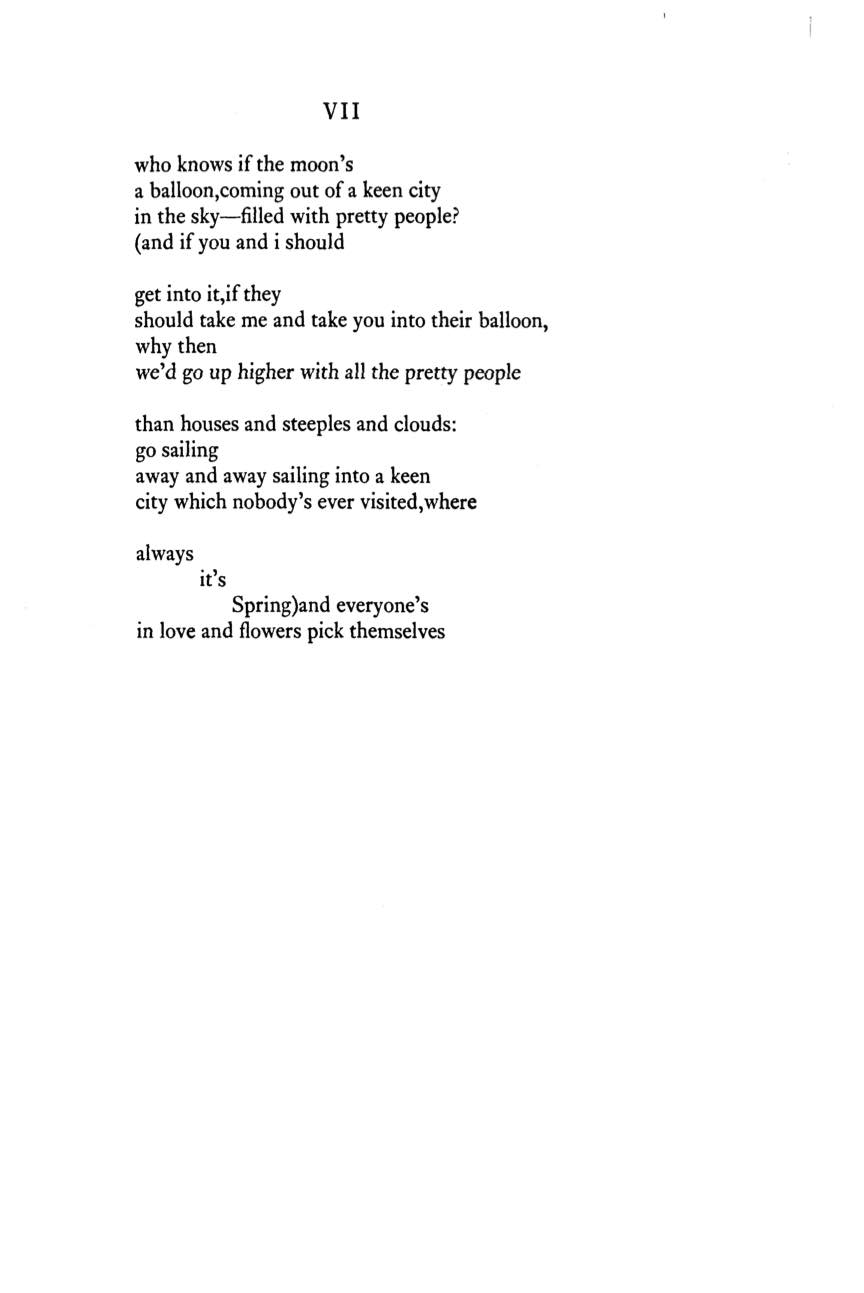 VII
who knows if the moon’s
a balloon,coming out of a keen city
in the sky—filled with pretty people?
(and if you and i should
get into it,if they
should take me and take you into their balloon,
why then
we’d go up higher with all the pretty people
than houses and steeples and clouds:
go sailing
away and away sailing into a keen
city which nobody’s ever visited,where
always
it’s
Spring)and everyone’s
in love and flowers pick themselves